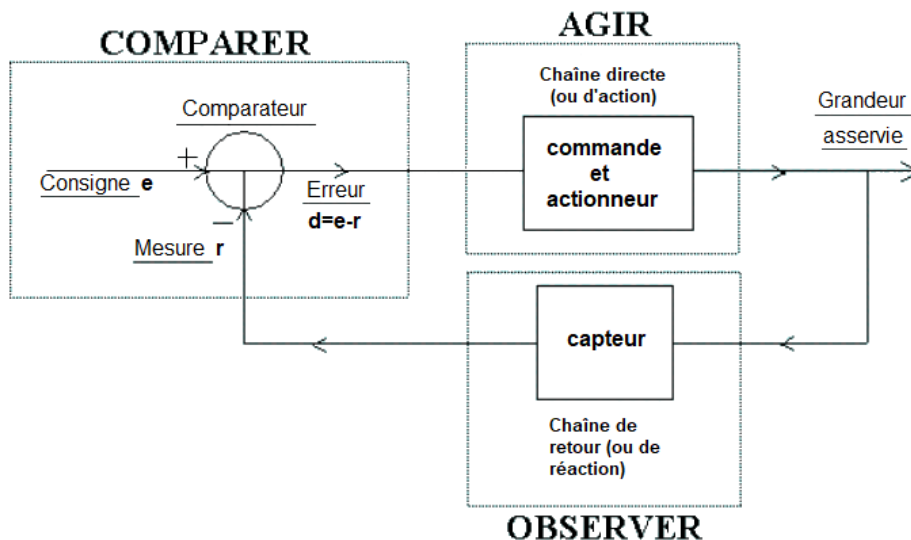 COMPARER
AGIR
Comparateur
+
Consigne e
Erreur
d=e-r
−
Mesure r
Chaîne directe
(ou d'action)
commande
et
actionneur
Grandeur
asservie
capteur
Chaîne de
retour (ou de
réaction)
OBSERVER